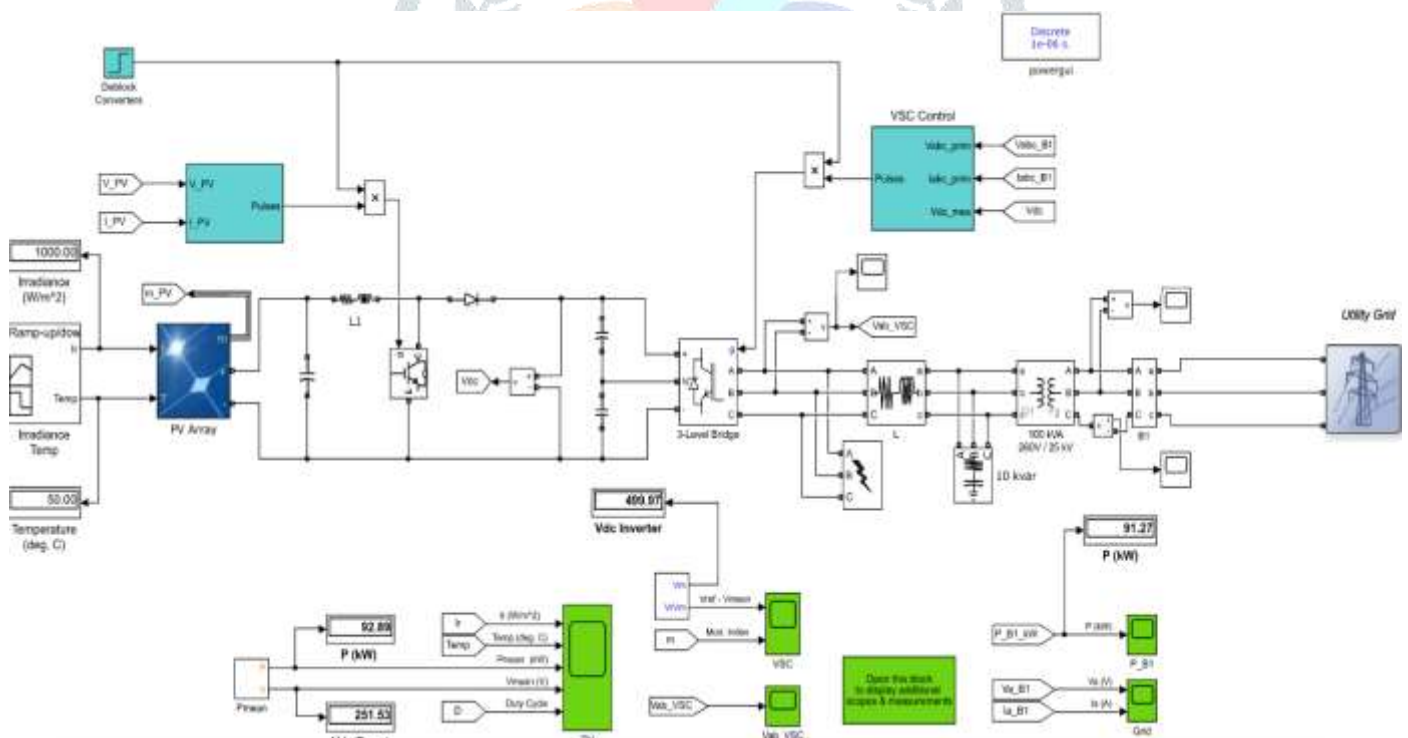 Discrete
1e-06 s.
powergui
Deblock
Converters
VSC Control
Vabc_prim
Vabc_B1
V_PV
V_PV
Pulses
Iabc_prim
Iabc_B1
I_PV
I_PV
Pulses
Vdc_mea
Vdc
1000.00
Irradiance
(W/m^2)
m_PV
L1
Vab_VSC
Utility Grid
Ramp-up/dow
Ir
Temp
m
Vdc
g
A
B
C
A
B
C
A
B
C
A
B
C
Irradiance
Temp
PV Array
3-Level Bridge
L
100 kVA
260V / 25 kV
B1
A
B
C
10 kvar
50.00
Temperature
(deg. C)
499.97
Vdc Inverter
91.27
P (kW)
Vm
Vref - Vmean
m
Mod. Index
VSC
92.89
P (kW)
Ir
Ir (W/m^2)
Temp
Temp (deg. C)
Pmean (kW)
Vmean (V)
D
Duty Cycle
Pmean
251.53
P_B1_kW
P (kW)
P_B1
Open this block
to display additional
scopes & measurements
Vab_VSC
Vab_VSC
Va_B1
Va (V)
Ia_B1
Ia (A)
Grid